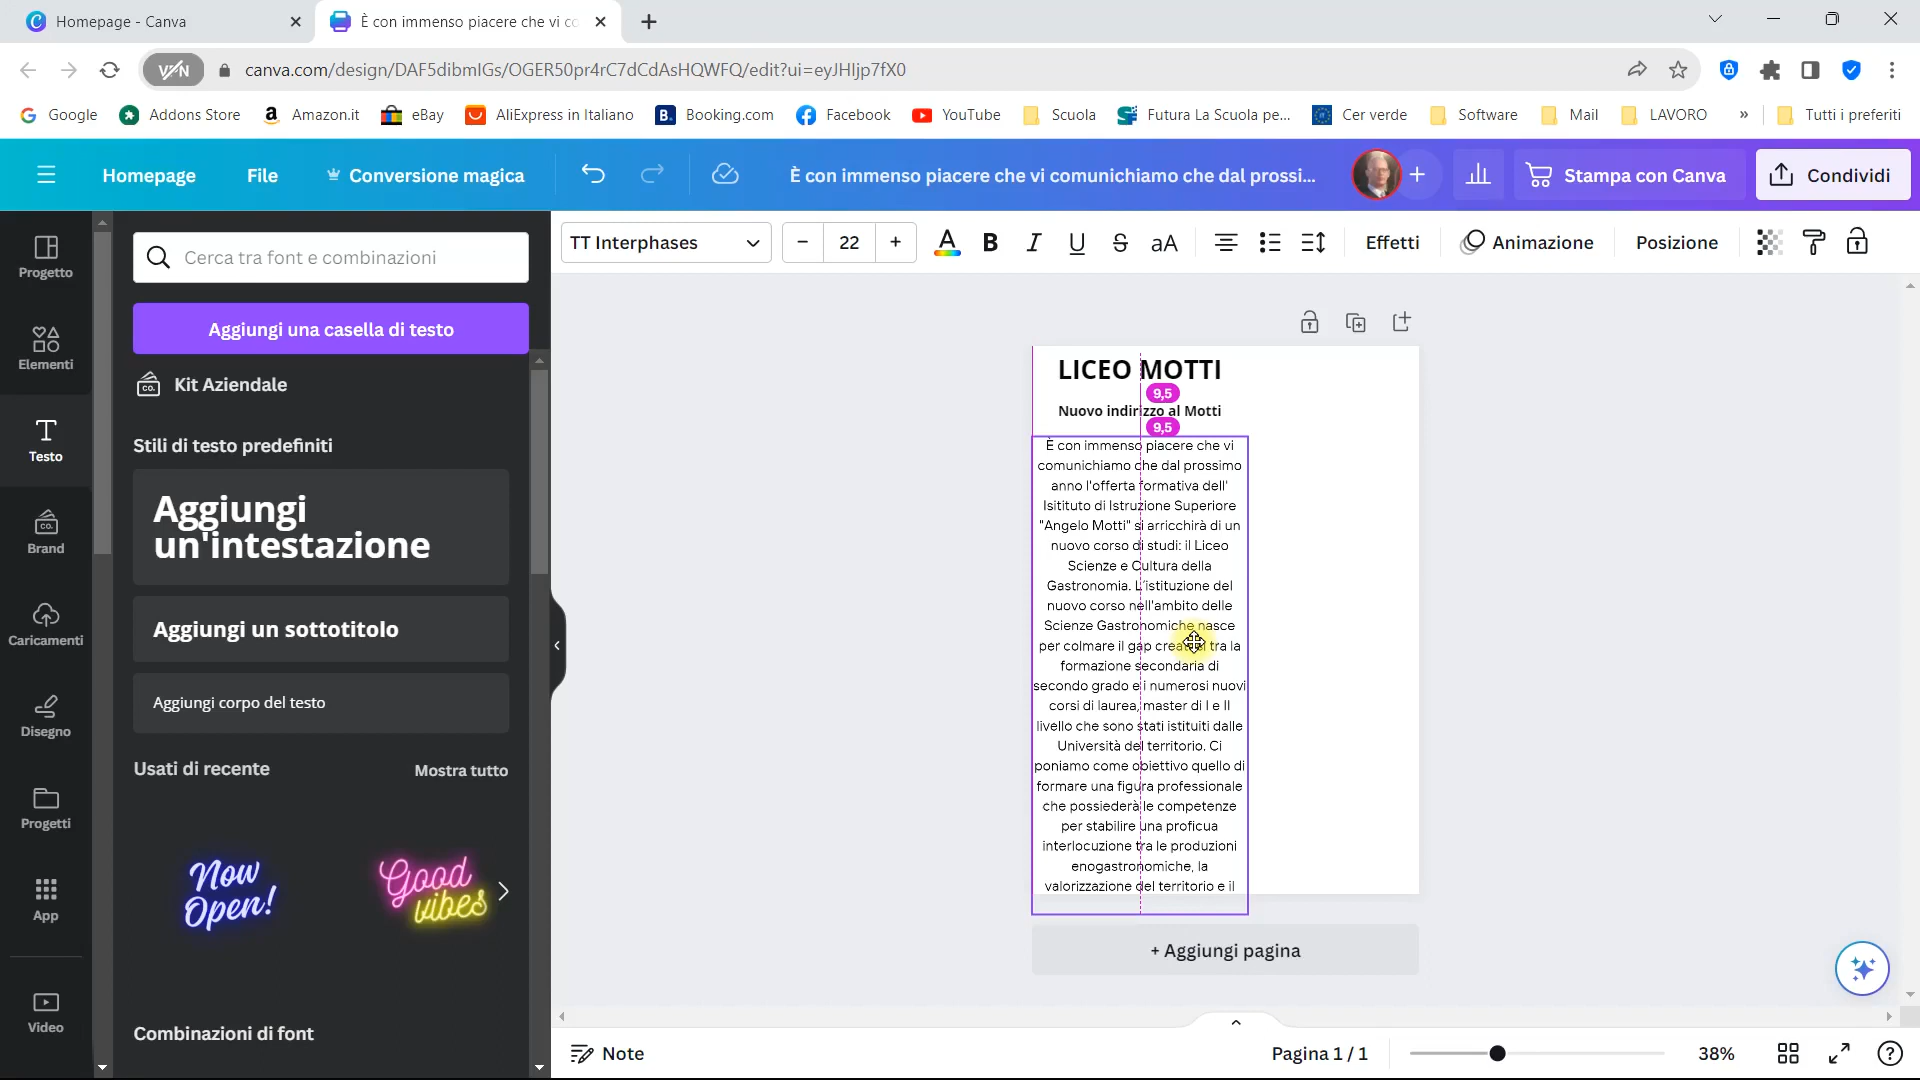 Homepage - Canva
È con immenso piacere che vi co
canva.com/design/DAF5dibmIGs/OGER50pr4rC7dCdAsHQWFQ/edit?ui=eyJHIjp7fX0
VPN
Google
Addons Store
Amazon.it
eBay
AliExpress in Italiano
Booking.com
Facebook
YouTube
Scuola
Futura La Scuola pe...
Cer verde
Software
Mail
LAVORO
»
Tutti i preferiti
Homepage
File
Conversione magica
È con immenso piacere che vi comunichiamo che dal prossi...
Stampa con Canva
Condividi
TT Interphases
– 22 +
A B I U S aA
Effetti
Animazione
Posizione
Progetto
Elementi
Testo
Brand
Caricamenti
Disegno
Progetti
App
Video
Cerca tra font e combinazioni
Aggiungi una casella di testo
Kit Aziendale
Stili di testo predefiniti
Aggiungi
un'intestazione
Aggiungi un sottotitolo
Aggiungi corpo del testo
Usati di recente
Mostra tutto
Now
Open!
Good
vibes
Combinazioni di font
LICEO MOTTI
9,5
Nuovo indirizzo al Motti
9,5
È con immenso piacere che vi
comunichiamo che dal prossimo
anno l'offerta formativa dell'
Isitituto di Istruzione Superiore
"Angelo Motti" si arricchirà di un
nuovo corso di studi: il Liceo
Scienze e Cultura della
Gastronomia. L'istituzione del
nuovo corso nell'ambito delle
Scienze Gastronomiche nasce
per colmare il gap creatosi tra la
formazione secondaria di
secondo grado e i numerosi nuovi
corsi di laurea, master di I e II
livello che sono stati istituiti dalle
Università del territorio. Ci
poniamo come obiettivo quello di
formare una figura professionale
che possiederà le competenze
per stabilire una proficua
interlocuzione tra le produzioni
enogastronomiche, la
valorizzazione del territorio e il
+ Aggiungi pagina
Note
Pagina 1 / 1
38%